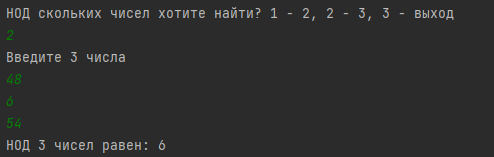 НОД скольких чисел хотите найти? 1 - 2, 2 - 3, 3 - выход
2
Введите 3 числа
48
6
54
НОД 3 чисел равен: 6